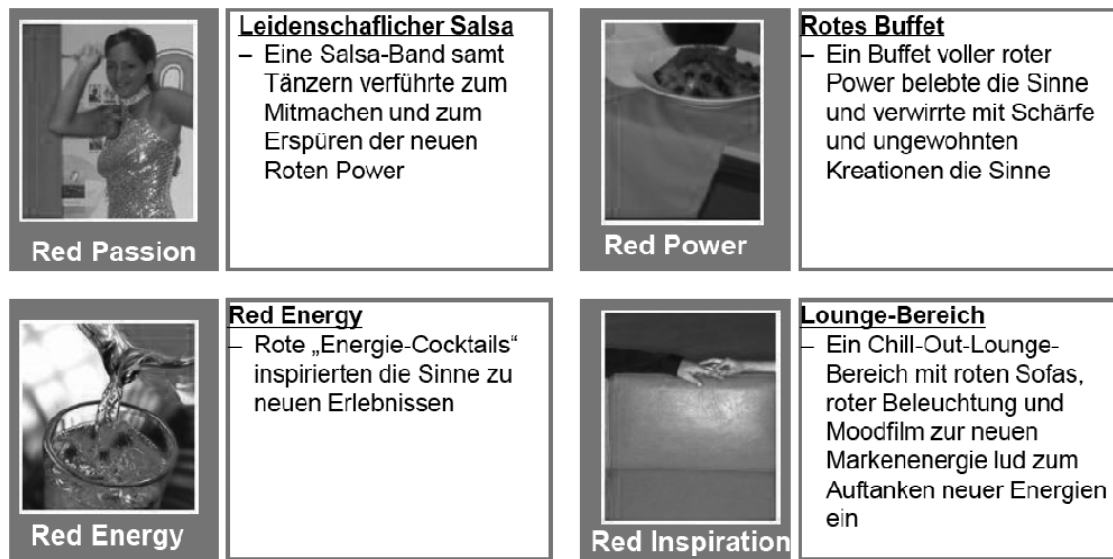 Leidenschaflicher Salsa
– Eine Salsa-Band samt
Tänzern verführte zum
Mitmachen und zum
Erspüren der neuen
Roten Power
Red Passion
Rotes Buffet
– Ein Buffet voller roter
Power belebte die Sinne
und verwirrte mit Schärfe
und ungewohnten
Kreationen die Sinne
Red Power
Red Energy
– Rote „Energie-Cocktails“
inspirierten die Sinne zu
neuen Erlebnissen
Red Energy
Lounge-Bereich
– Ein Chill-Out-Lounge-
Bereich mit roten Sofas,
roter Beleuchtung und
Moodfilm zur neuen
Markenenergie lud zum
Auftanken neuer Energien
ein
Red Inspiration